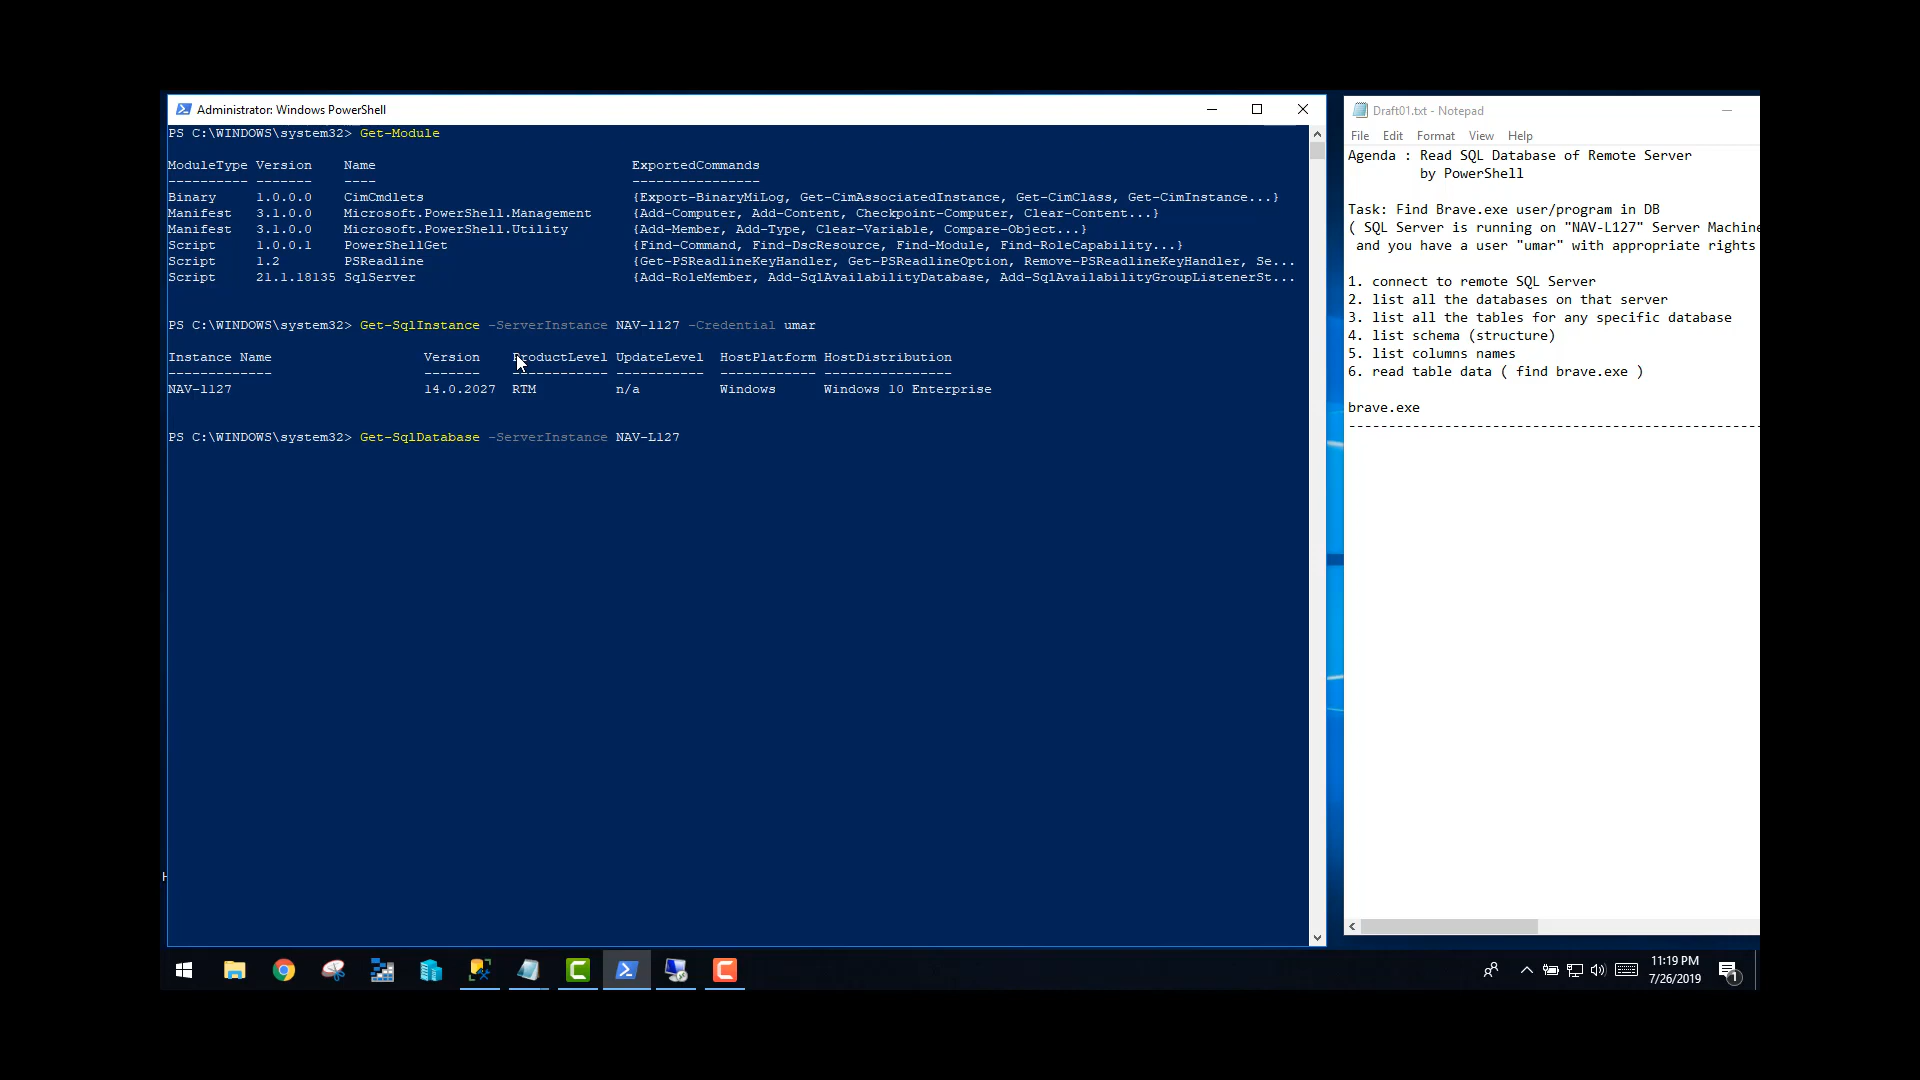 Administrator: Windows PowerShell
PS C:\WINDOWS\system32> Get-Module
ModuleType Version Name ExportedCommands
---------- ------- ---- ----------------
Binary 1.0.0.0 CimCmdlets {Export-BinaryMiLog, Get-CimAssociatedInstance, Get-CimClass, Get-CimInstance...}
Manifest 3.1.0.0 Microsoft.PowerShell.Management {Add-Computer, Add-Content, Checkpoint-Computer, Clear-Content...}
Manifest 3.1.0.0 Microsoft.PowerShell.Utility {Add-Member, Add-Type, Clear-Variable, Compare-Object...}
Script 1.0.0.1 PowerShellGet {Find-Command, Find-DscResource, Find-Module, Find-RoleCapability...}
Script 1.2 PSReadline {Get-PSReadlineKeyHandler, Get-PSReadlineOption, Remove-PSReadlineKeyHandler, Se...
Script 21.1.18135 SqlServer {Add-RoleMember, Add-SqlAvailabilityDatabase, Add-SqlAvailabilityGroupListenerSt...
PS C:\WINDOWS\system32> Get-SqlInstance -ServerInstance NAV-l127 -Credential umar
Instance Name Version ProductLevel UpdateLevel HostPlatform HostDistribution
------------- ------- ------------ ----------- ------------ ----------------
NAV-l127 14.0.2027 RTM n/a Windows Windows 10 Enterprise
PS C:\WINDOWS\system32> Get-SqlDatabase -ServerInstance NAV-L127
Draft01.txt - Notepad
File Edit Format View Help
Agenda : Read SQL Database of Remote Server
by PowerShell
Task: Find Brave.exe user/program in DB
( SQL Server is running on "NAV-L127" Server Machine
and you have a user "umar" with appropriate rights
1. connect to remote SQL Server
2. list all the databases on that server
3. list all the tables for any specific database
4. list schema (structure)
5. list columns names
6. read table data ( find brave.exe )
brave.exe
---------------------------------------------------
11:19 PM
7/26/2019
1